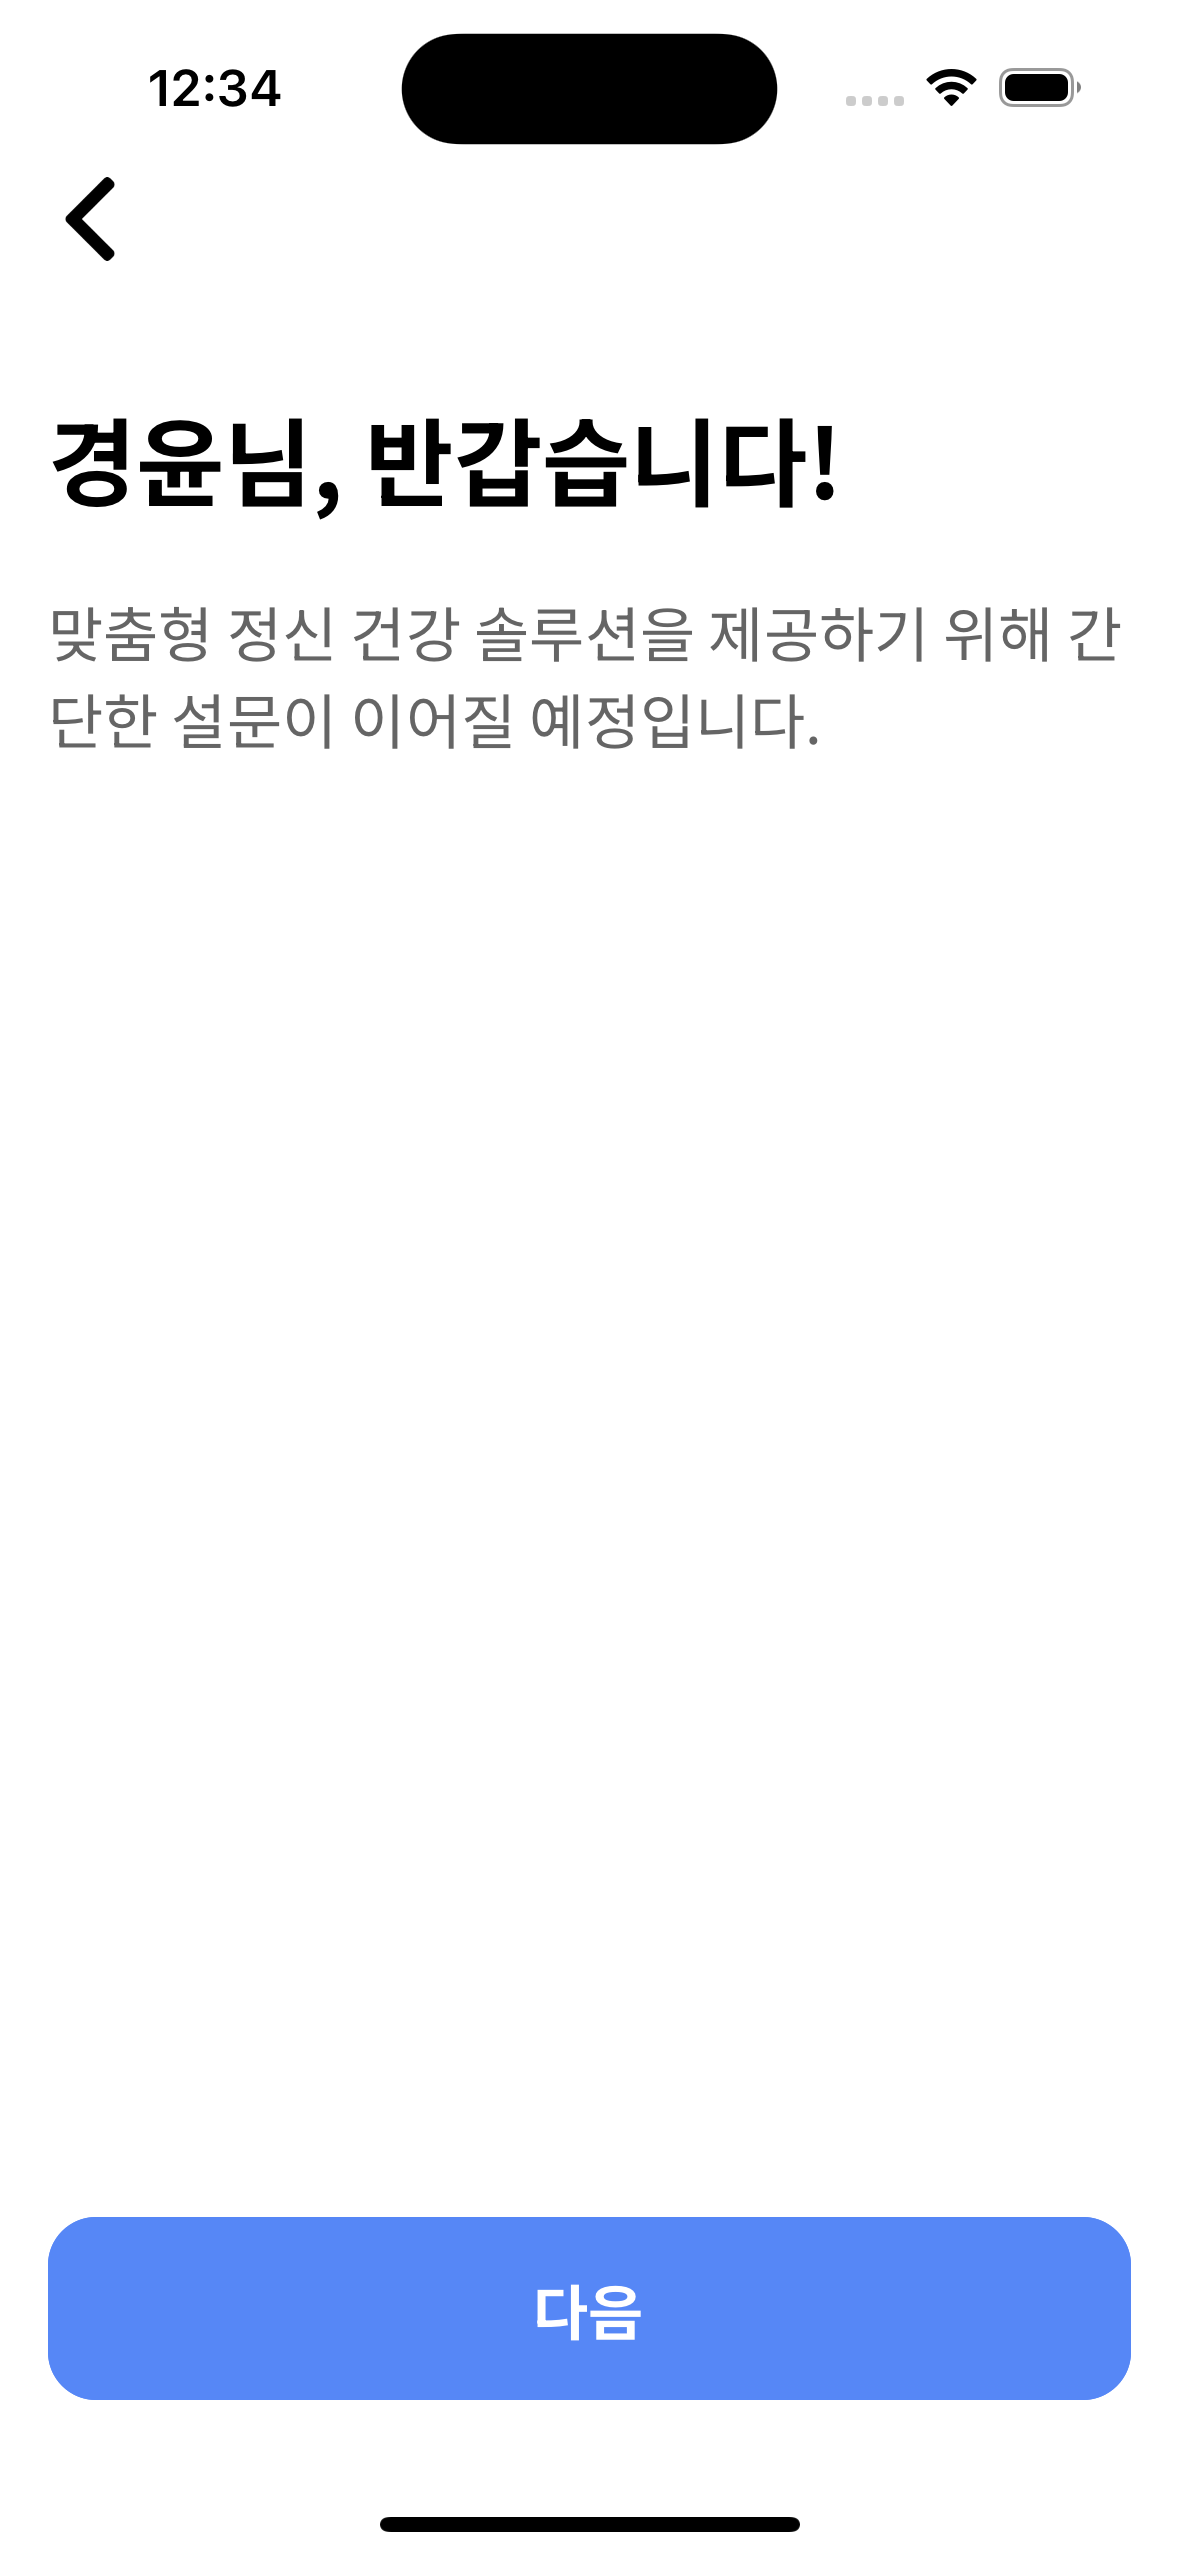 12:34
경윤님, 반갑습니다!
맞춤형 정신 건강 솔루션을 제공하기 위해 간
단한 설문이 이어질 예정입니다.
다음